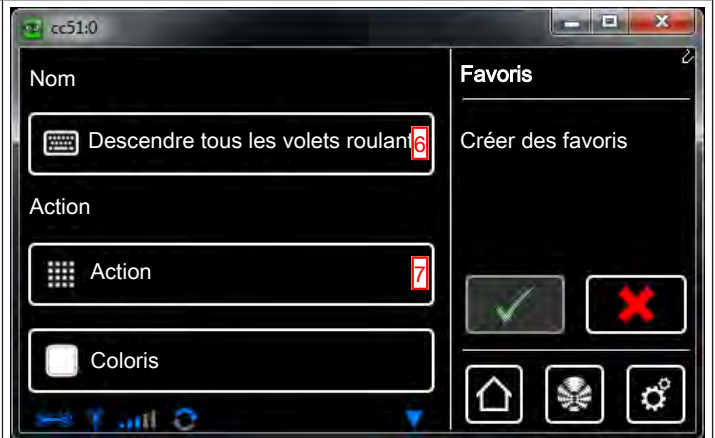 cc51:0
Nom
Descendre tous les volets roulant
6
Action
Action
7
Coloris
Favoris
Créer des favoris